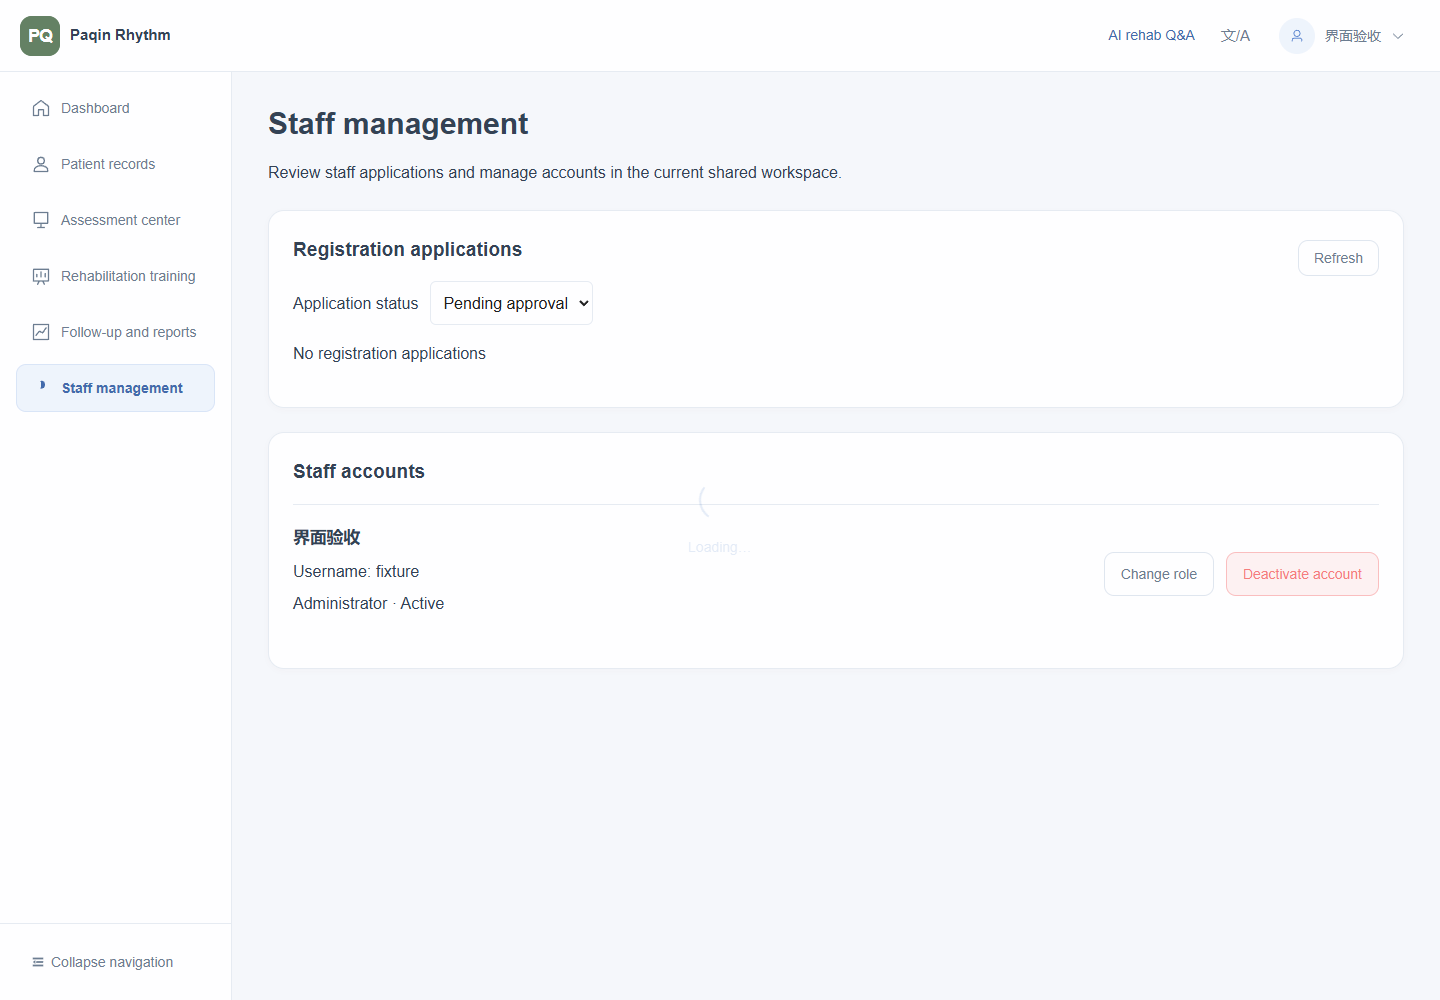 PQ Paqin Rhythm
AI rehab Q&A
文/A
界面验收
Dashboard
Patient records
Assessment center
Rehabilitation training
Follow-up and reports
Staff management
Collapse navigation
Staff management
Review staff applications and manage accounts in the current shared workspace.
Registration applications
Refresh
Application status
Pending approval
No registration applications
Staff accounts
界面验收
Loading...
Username: fixture
Administrator · Active
Change role
Deactivate account